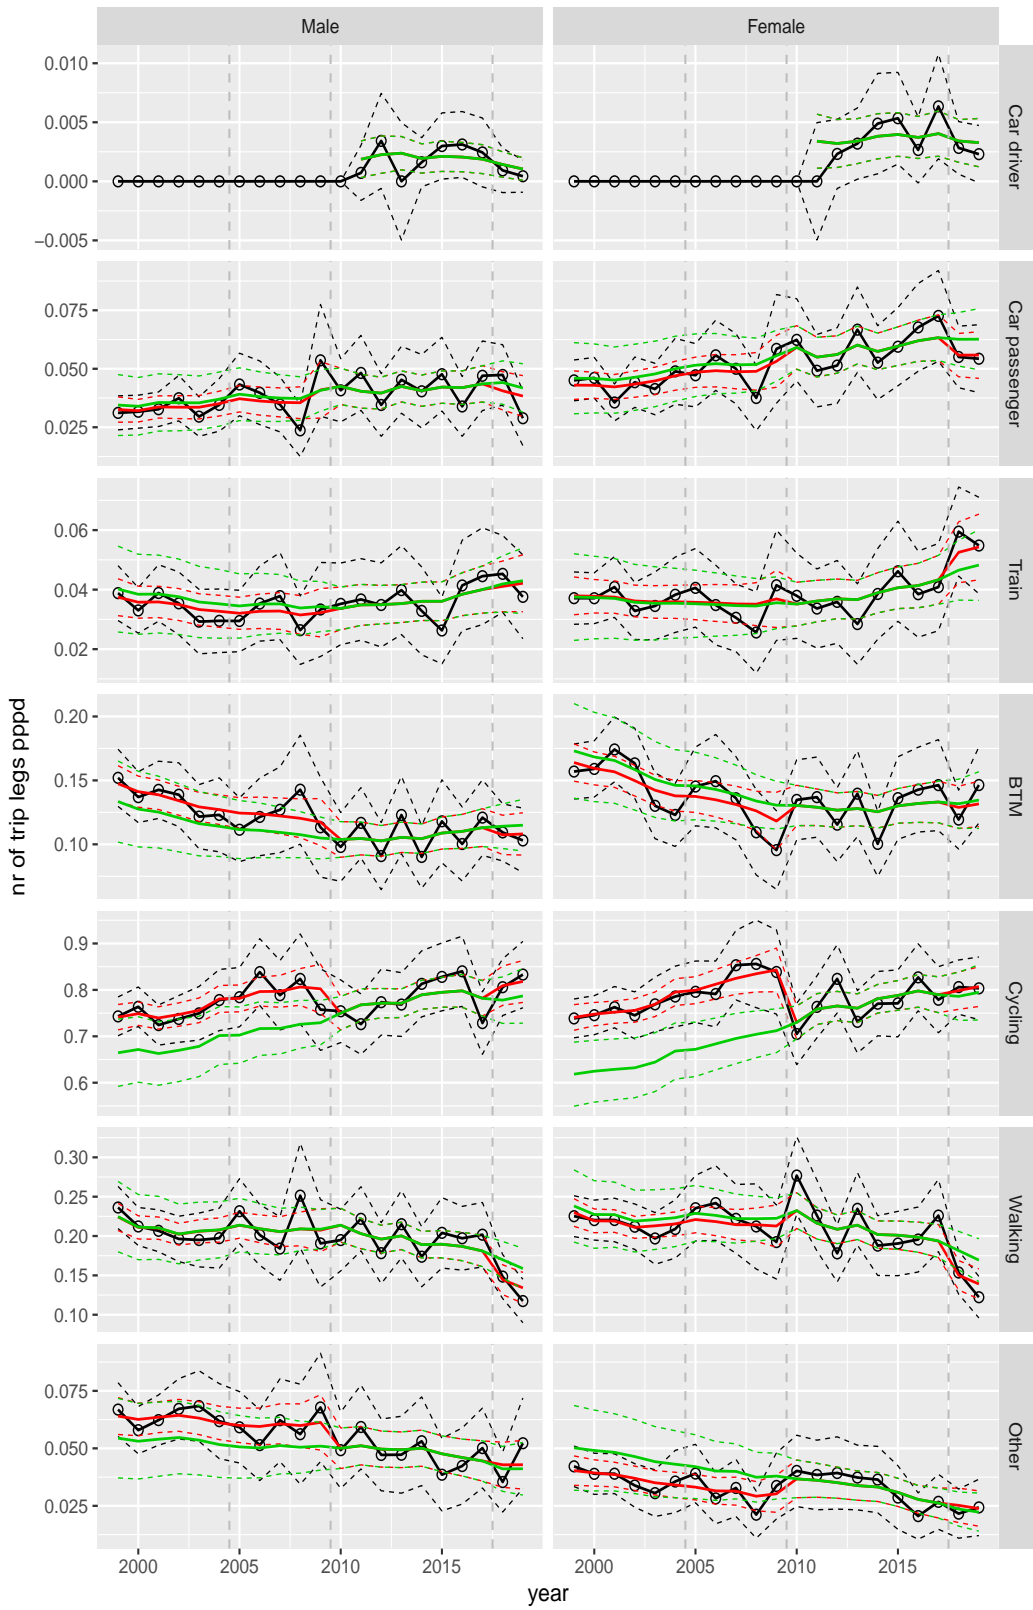 Male Female
0.010
0.005
0.000
−0.005
Car driver
0.075
0.050
0.025
Car passenger
0.06
0.04
0.02
Train
0.20
0.15
0.10
BTM
0.9
0.8
0.7
0.6
Cycling
0.30
0.25
0.20
0.15
0.10
Walking
0.075
0.050
0.025
Other
nr of trip legs pppd
2000 2005 2010 2015 2000 2005 2010 2015
year